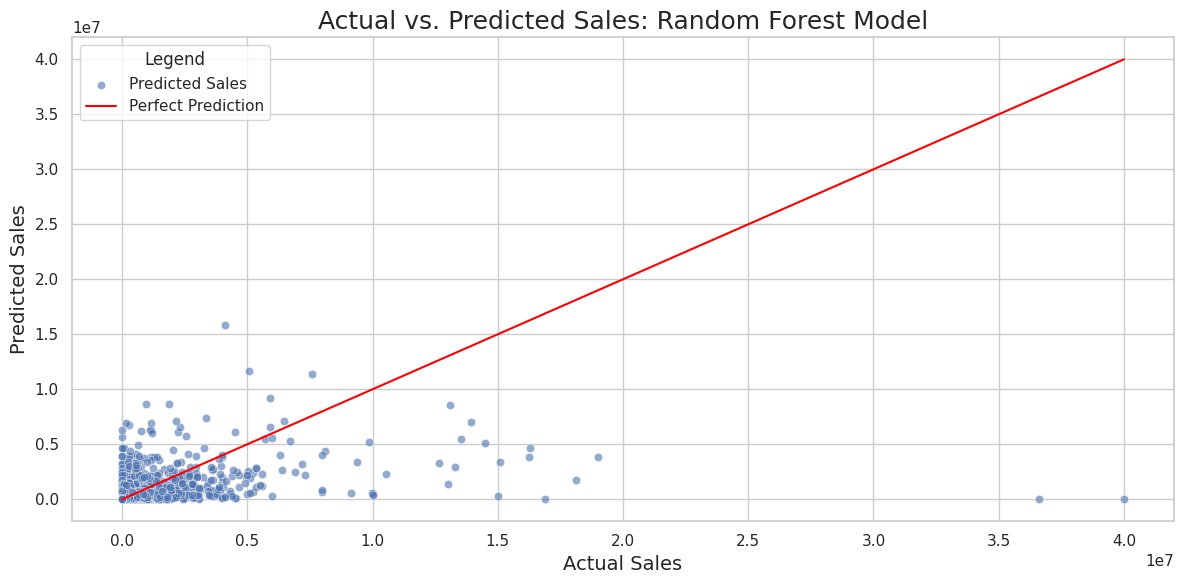 Actual vs. Predicted Sales: Random Forest Model
1e7
Legend
Predicted Sales
Perfect Prediction
4.0
3.5
3.0
2.5
2.0
1.5
1.0
0.5
0.0
Predicted Sales
0.0 0.5 1.0 1.5 2.0 2.5 3.0 3.5 4.0
1e7
Actual Sales